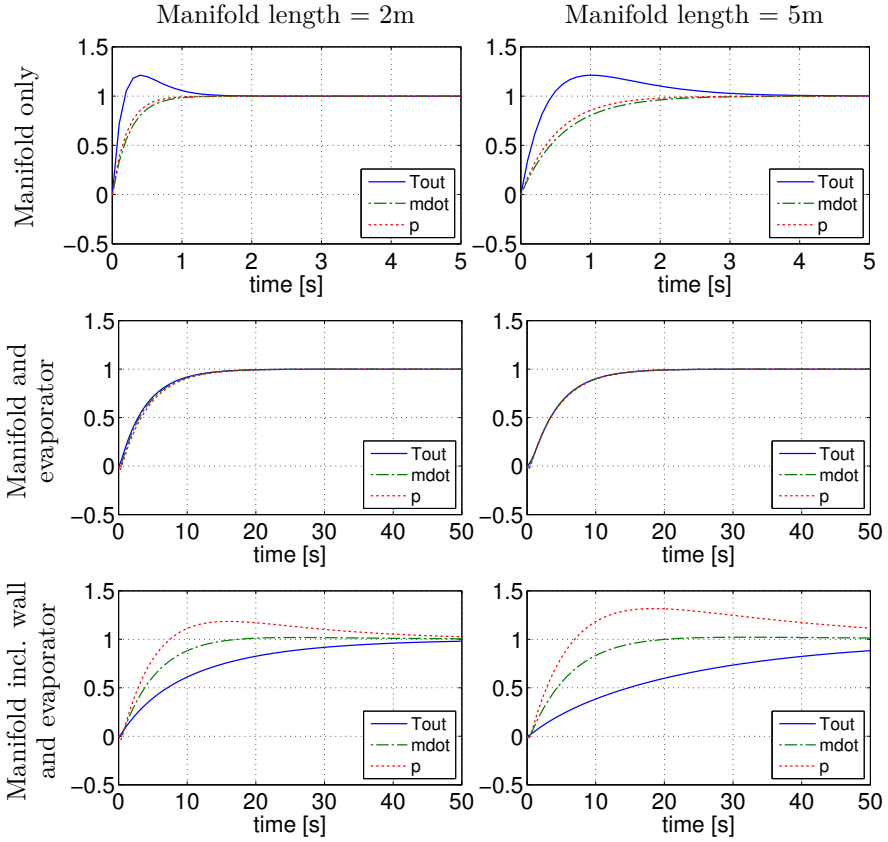 Manifold length = 2m
Manifold length = 5m
Manifold only
1.5
1
0.5
0
−0.5
0 1 2 3 4 5
time [s]
Tout
mdot
p
1.5
1
0.5
0
−0.5
0 1 2 3 4 5
time [s]
Tout
mdot
p
Manifold and
evaporator
1.5
1
0.5
0
−0.5
0 10 20 30 40 50
time [s]
Tout
mdot
p
1.5
1
0.5
0
−0.5
0 10 20 30 40 50
time [s]
Tout
mdot
p
Manifold incl. wall
and evaporator
1.5
1
0.5
0
−0.5
0 10 20 30 40 50
time [s]
Tout
mdot
p
1.5
1
0.5
0
−0.5
0 10 20 30 40 50
time [s]
Tout
mdot
p